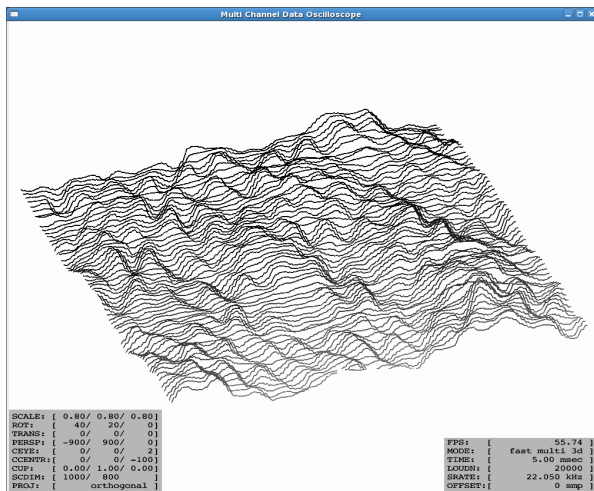 Multi Channel Data Oscilloscope
SCALE: [ 0.80/ 0.80/ 0.80]
ROT: [ 40/ 20/ 0]
TRANS: [ 0/ 0/ 0]
PERSP: [ -900/ 900/ 0]
CEYE: [ 0/ 0/ 2]
CCENTR:[ 0/ 0/ -100]
CUP: [ 0.00/ 1.00/ 0.00]
SCDIM: [ 1000/ 800 ]
PROJ: [ orthogonal ]
FPS: [ 55.74 ]
MODE: [ fast multi 3d ]
TIME: [ 5.00 msec ]
LOUDN: [ 20000 ]
SRATE: [ 22.050 kHz ]
OFFSET:[ 0 smp ]